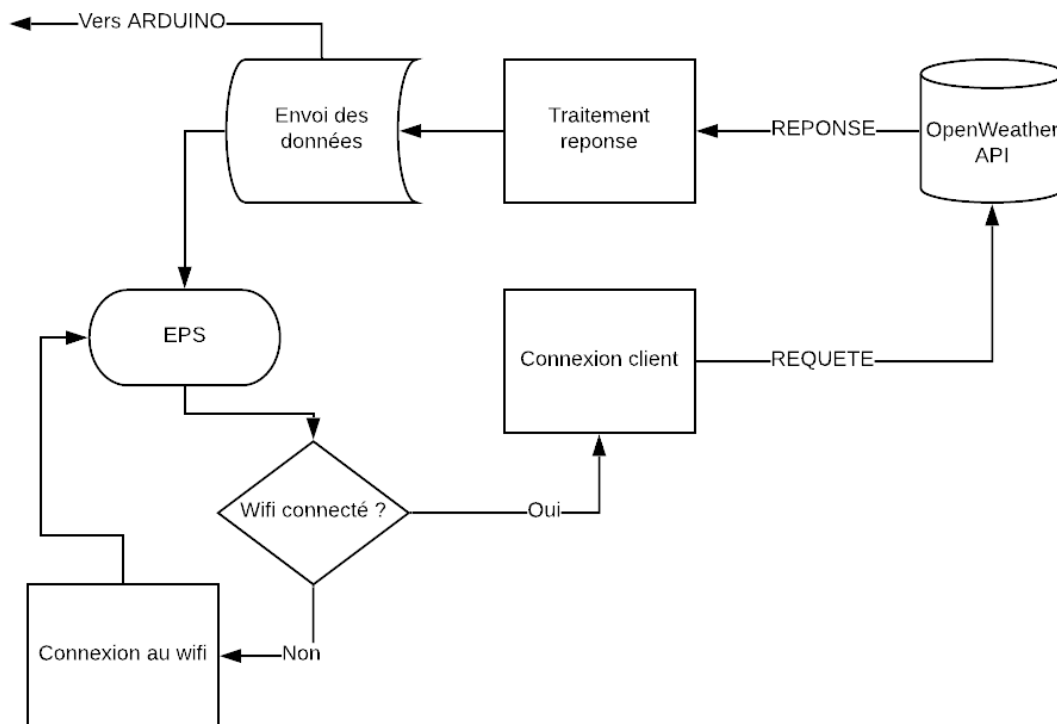 Vers ARDUINO
Envoi des
données
Traitement
reponse
REPONSE
OpenWeather
API
EPS
Connexion client
REQUETE
Wifi connecté ?
Oui
Connexion au wifi
Non